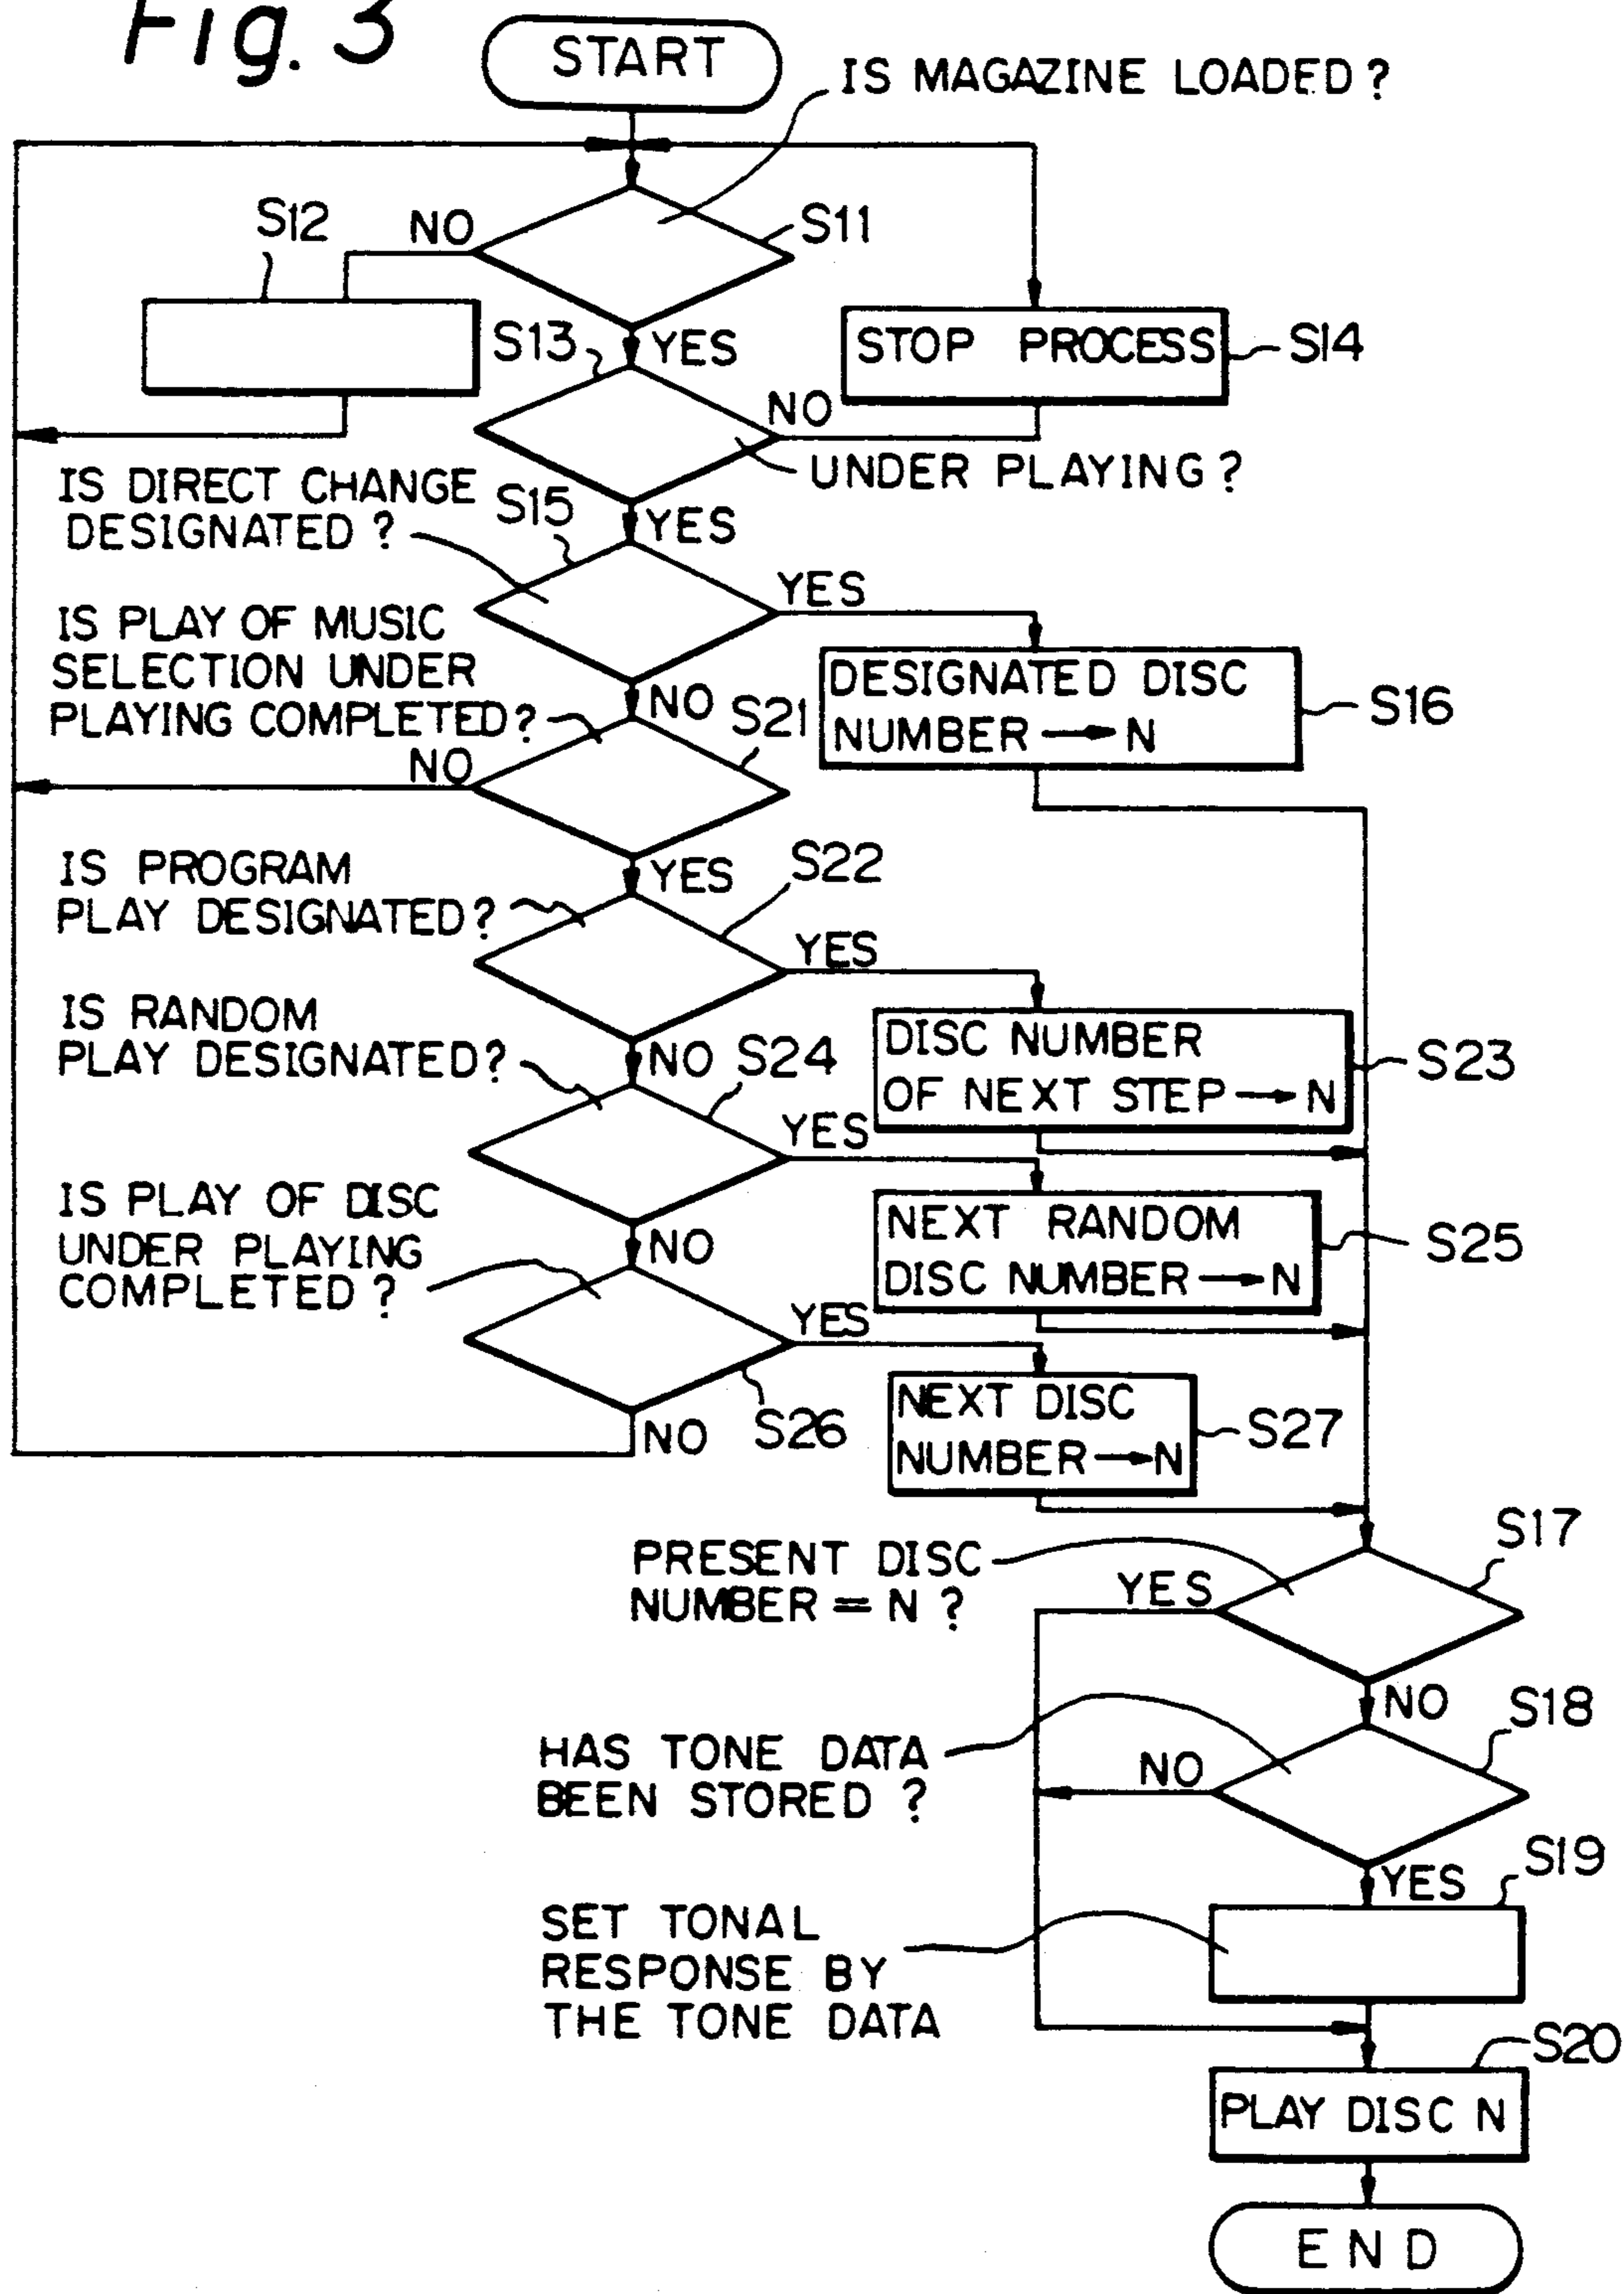 Fig. 3
START
IS MAGAZINE LOADED ?
S12
NO
S11
S13
YES
STOP PROCESS
S14
NO
UNDER PLAYING ?
IS DIRECT CHANGE
DESIGNATED ?
S15
YES
YES
IS PLAY OF MUSIC
SELECTION UNDER
PLAYING COMPLETED?
NO
S21
DESIGNATED DISC
NUMBER → N
S16
NO
IS PROGRAM
PLAY DESIGNATED?
YES
S22
YES
IS RANDOM
PLAY DESIGNATED?
NO
S24
DISC NUMBER
OF NEXT STEP → N
S23
YES
IS PLAY OF DISC
UNDER PLAYING
COMPLETED ?
NO
NEXT RANDOM
DISC NUMBER → N
S25
YES
S26
NO
NEXT DISC
NUMBER → N
S27
PRESENT DISC
NUMBER = N ?
YES
S17
NO
HAS TONE DATA
BEEN STORED ?
NO
S18
YES
S19
SET TONAL
RESPONSE BY
THE TONE DATA
S20
PLAY DISC N
END